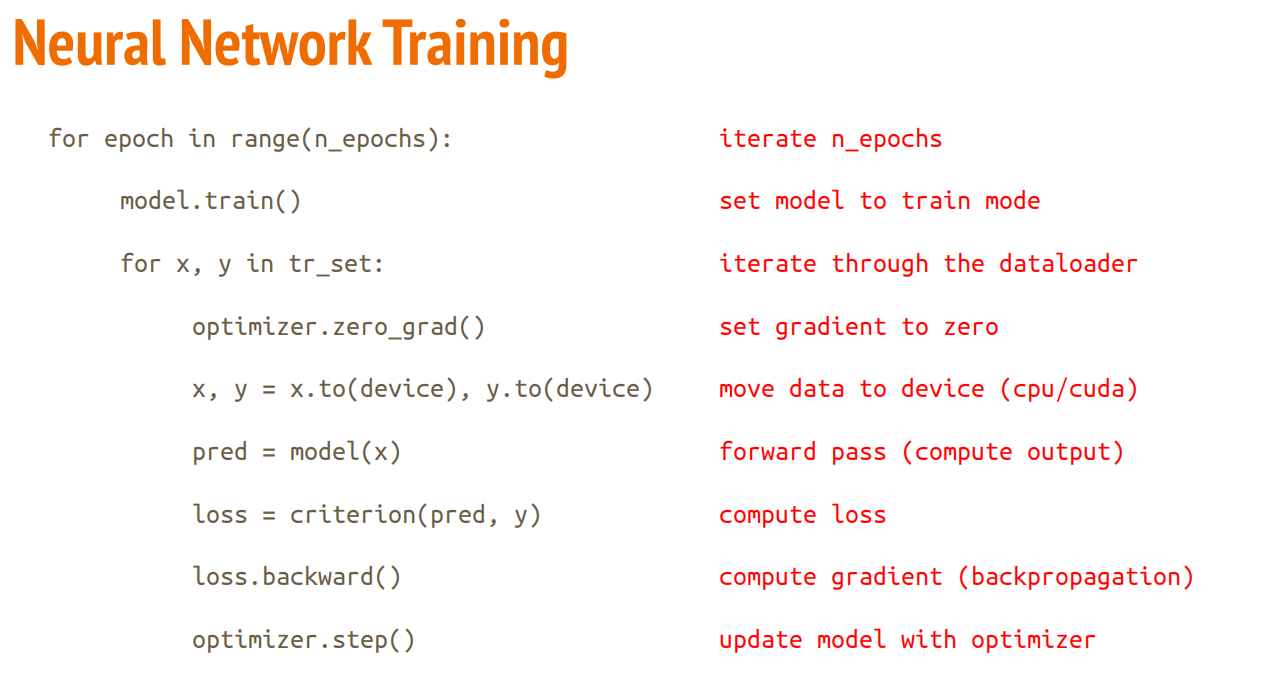 Neural Network Training
for epoch in range(n_epochs): iterate n_epochs
model.train() set model to train mode
for x, y in tr_set: iterate through the dataloader
optimizer.zero_grad() set gradient to zero
x, y = x.to(device), y.to(device) move data to device (cpu/cuda)
pred = model(x) forward pass (compute output)
loss = criterion(pred, y) compute loss
loss.backward() compute gradient (backpropagation)
optimizer.step() update model with optimizer